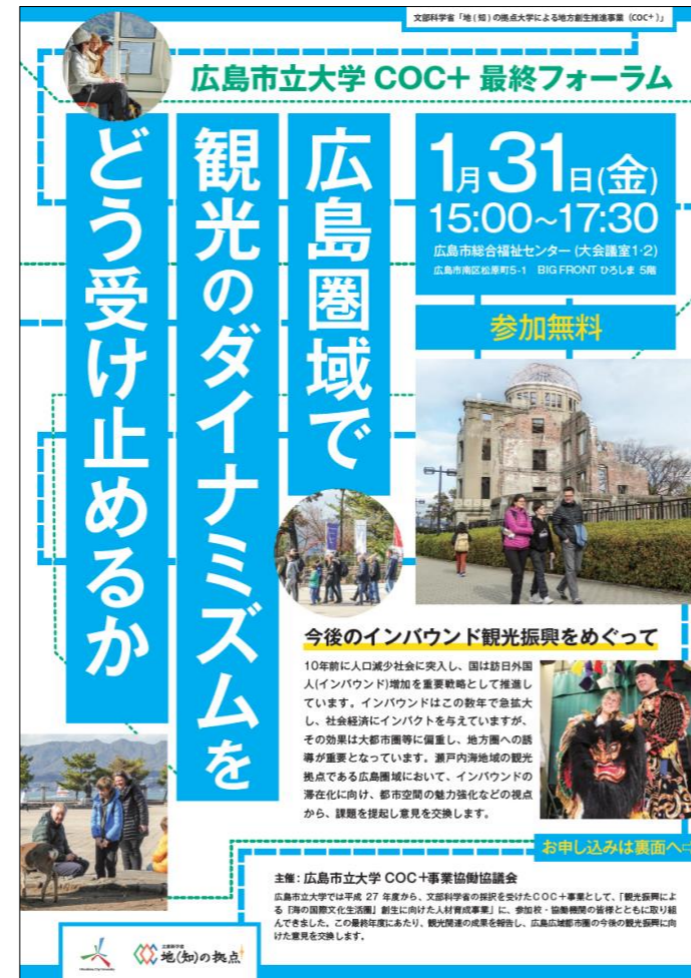 文部科学省「地(知)の拠点大学による地方創生推進事業(COC+)」
広島市立大学 COC+ 最終フォーラム
広島圏域で
観光のダイナミズムを
どう受け止めるか
1月31日(金)
15:00〜17:30
広島市総合福祉センター(大会議室1・2)
広島市南区松原町5-1 BIG FRONT ひろしま 5階
参加無料
今後のインバウンド観光振興をめぐって
10年前に人口減少社会に突入し、国は訪日外国
人(インバウンド)増加を重要戦略として推進し
ています。インバウンドはこの数年で急拡大
し、社会経済にインパクトを与えていますが、
その効果は大都市圏等に偏重し、地方圏への誘
導が重要となっています。瀬戸内海地域の観光
拠点である広島圏域において、インバウンドの
滞在化に向け、都市空間の魅力強化などの視点
から、課題を提起し意見を交換します。
お申し込みは裏面へ⇨
主催:広島市立大学 COC+事業協働協議会
広島市立大学では平成 27 年度から、文部科学省の採択を受けたCOC+事業として、「観光振興によ
る「海の国際文化生活圏」創生に向けた人材育成事業」に、参加校・協働機関の皆様とともに取り組
んできました。この最終年度にあたり、観光関連の成果を報告し、広島広域都市圏の今後の観光振興に向
けた意見を交換します。
文部科学省
地(知)の拠点